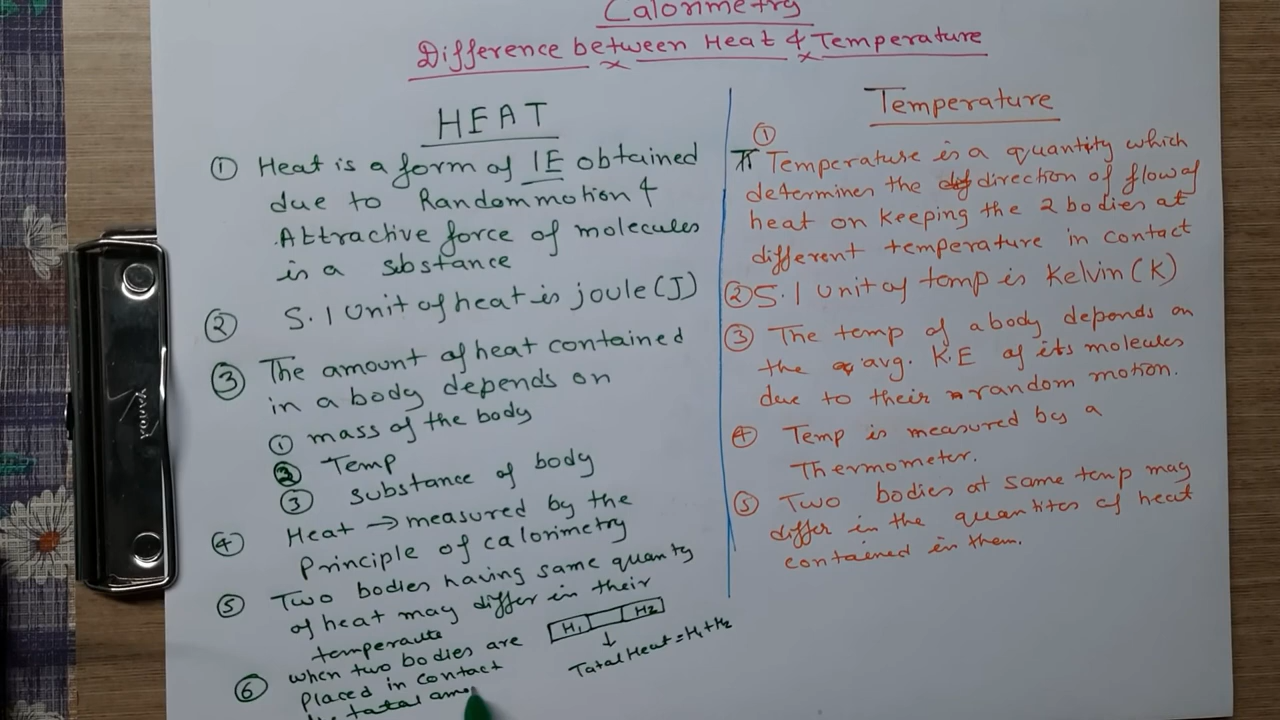 Calorimetry
Difference between Heat & Temperature
HEAT
① Heat is a form of IE obtained
due to Random motion &
Attractive force of molecules
is a substance
② S.I Unit of heat is joule (J)
③ The amount of heat contained
in a body depends on
① mass of the body
② Temp
③ substance of body
④ Heat → measured by the
Principle of calorimetry
⑤ Two bodies having same quanty
of heat may differ in their
temperaute
⑥ when two bodies are
placed in contact
total amo
H₁ H₂
↓
Total Heat = H₁ + H₂
Temperature
①
Temperature is a quantity which
determines the direction of flow of
heat on keeping the 2 bodies at
different temperature in contact
② S.I Unit of temp is Kelvin (K)
③ The temp of a body depends on
the avg. K.E of its molecules
due to their random motion.
④ Temp is measured by a
Thermometer.
⑤ Two bodies at same temp may
differ in the quantites of heat
contained in them.